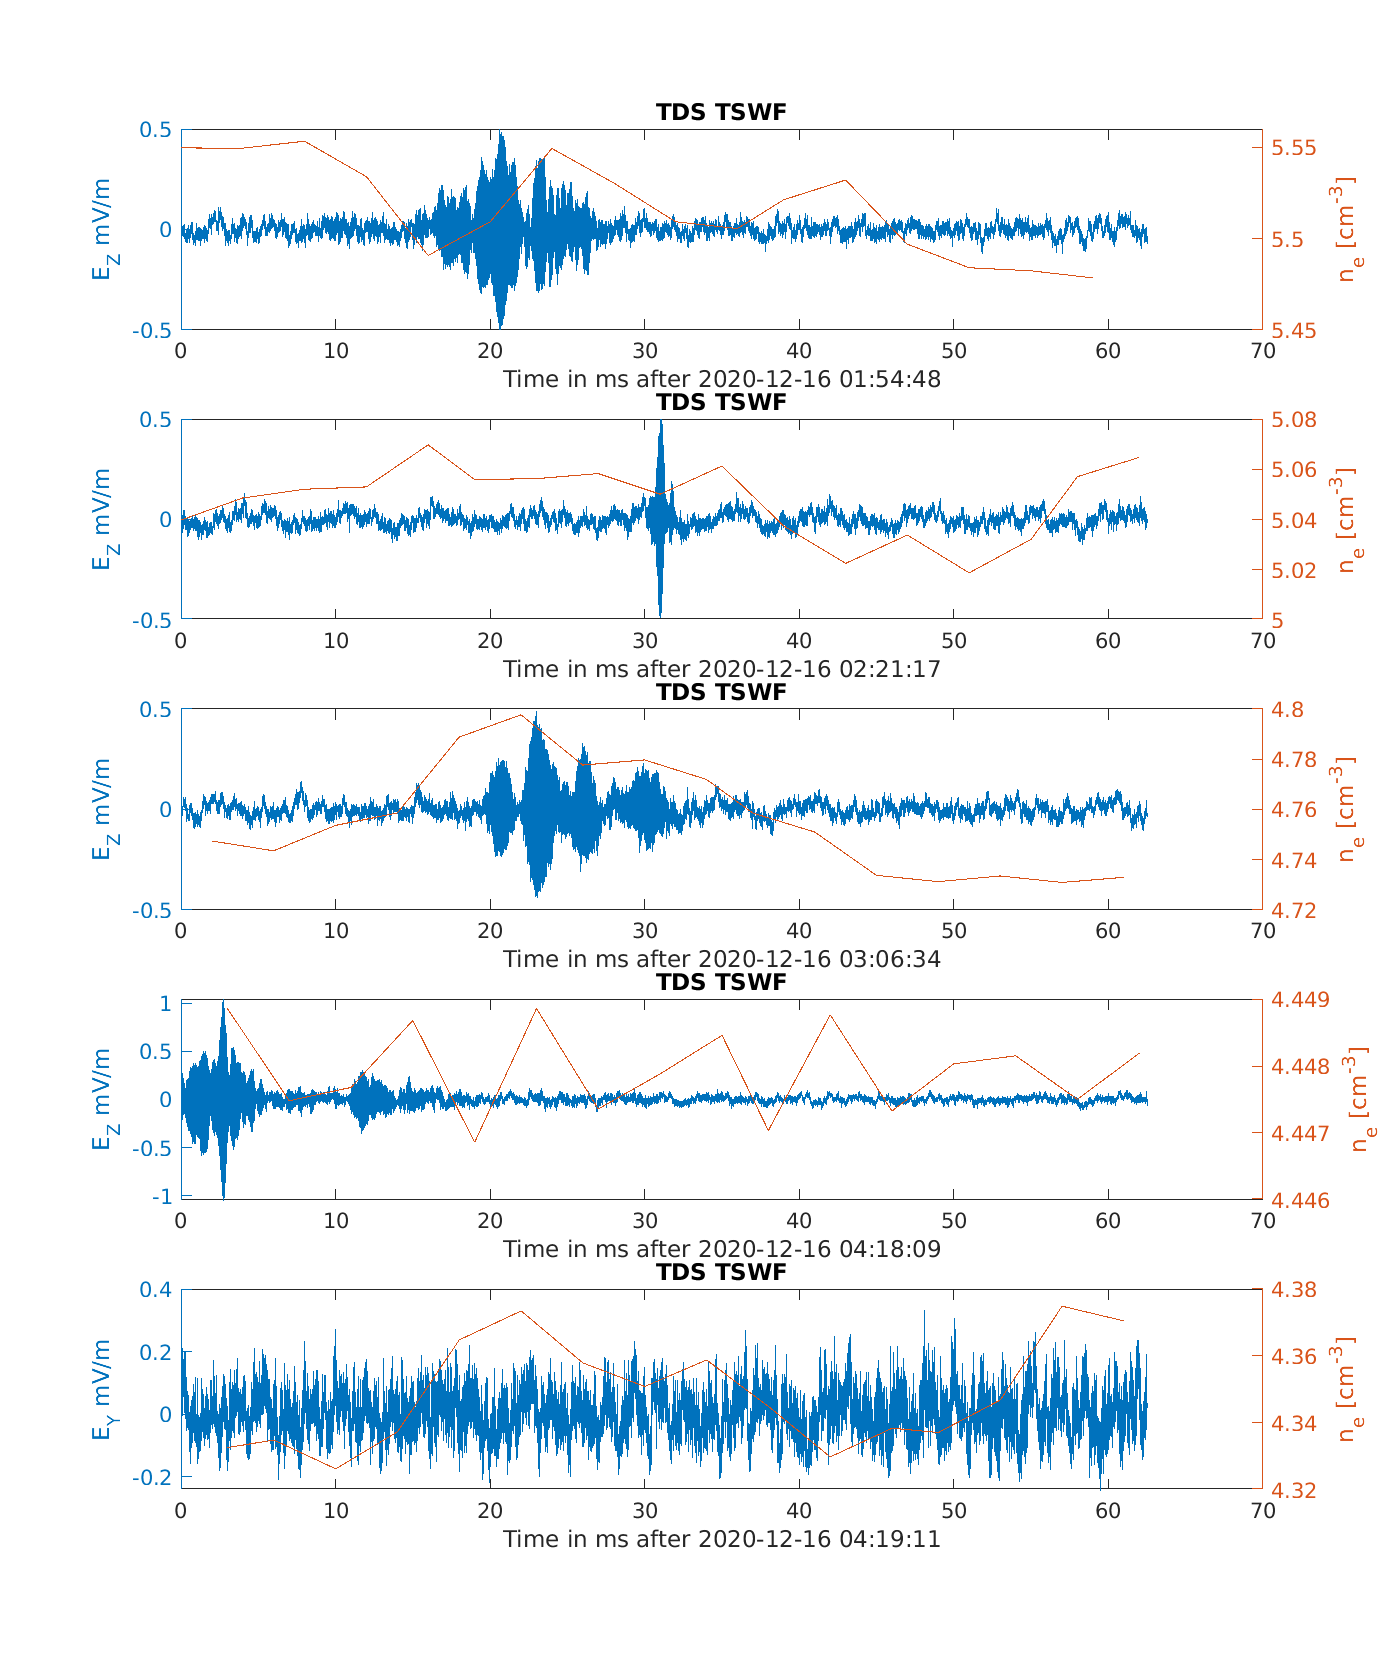 TDS TSWF
0.5
0
-0.5
E_Z mV/m
5.55
5.5
5.45
n_e [cm^-3]
0 10 20 30 40 50 60 70
Time in ms after 2020-12-16 01:54:48
TDS TSWF
0.5
0
-0.5
E_Z mV/m
5.08
5.06
5.04
5.02
5
n_e [cm^-3]
0 10 20 30 40 50 60 70
Time in ms after 2020-12-16 02:21:17
TDS TSWF
0.5
0
-0.5
E_Z mV/m
4.8
4.78
4.76
4.74
4.72
n_e [cm^-3]
0 10 20 30 40 50 60 70
Time in ms after 2020-12-16 03:06:34
TDS TSWF
1
0.5
0
-0.5
-1
E_Z mV/m
4.449
4.448
4.447
4.446
n_e [cm^-3]
0 10 20 30 40 50 60 70
Time in ms after 2020-12-16 04:18:09
TDS TSWF
0.4
0.2
0
-0.2
E_Y mV/m
4.38
4.36
4.34
4.32
n_e [cm^-3]
0 10 20 30 40 50 60 70
Time in ms after 2020-12-16 04:19:11